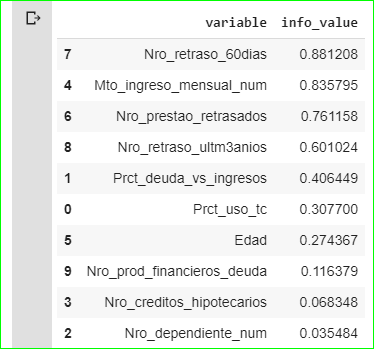 variable info_value
7 Nro_retraso_60dias 0.881208
4 Mto_ingreso_mensual_num 0.835795
6 Nro_prestao_retrasados 0.761158
8 Nro_retraso_ultm3anios 0.601024
1 Prct_deuda_vs_ingresos 0.406449
0 Prct_uso_tc 0.307700
5 Edad 0.274367
9 Nro_prod_financieros_deuda 0.116379
3 Nro_creditos_hipotecarios 0.068348
2 Nro_dependiente_num 0.035484